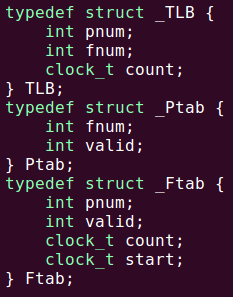 typedef struct _TLB {
    int pnum;
    int fnum;
    clock_t count;
} TLB;
typedef struct _Ptab {
    int fnum;
    int valid;
} Ptab;
typedef struct _Ftab {
    int pnum;
    int valid;
    clock_t count;
    clock_t start;
} Ftab;